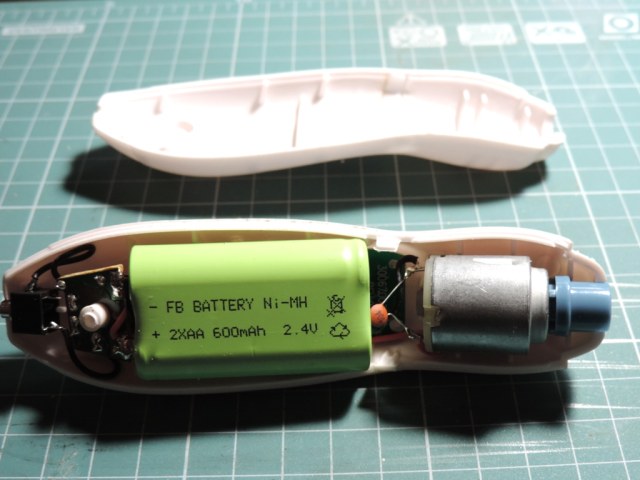 - FB BATTERY Ni-MH
+ 2XAA 600mAh 2.4V